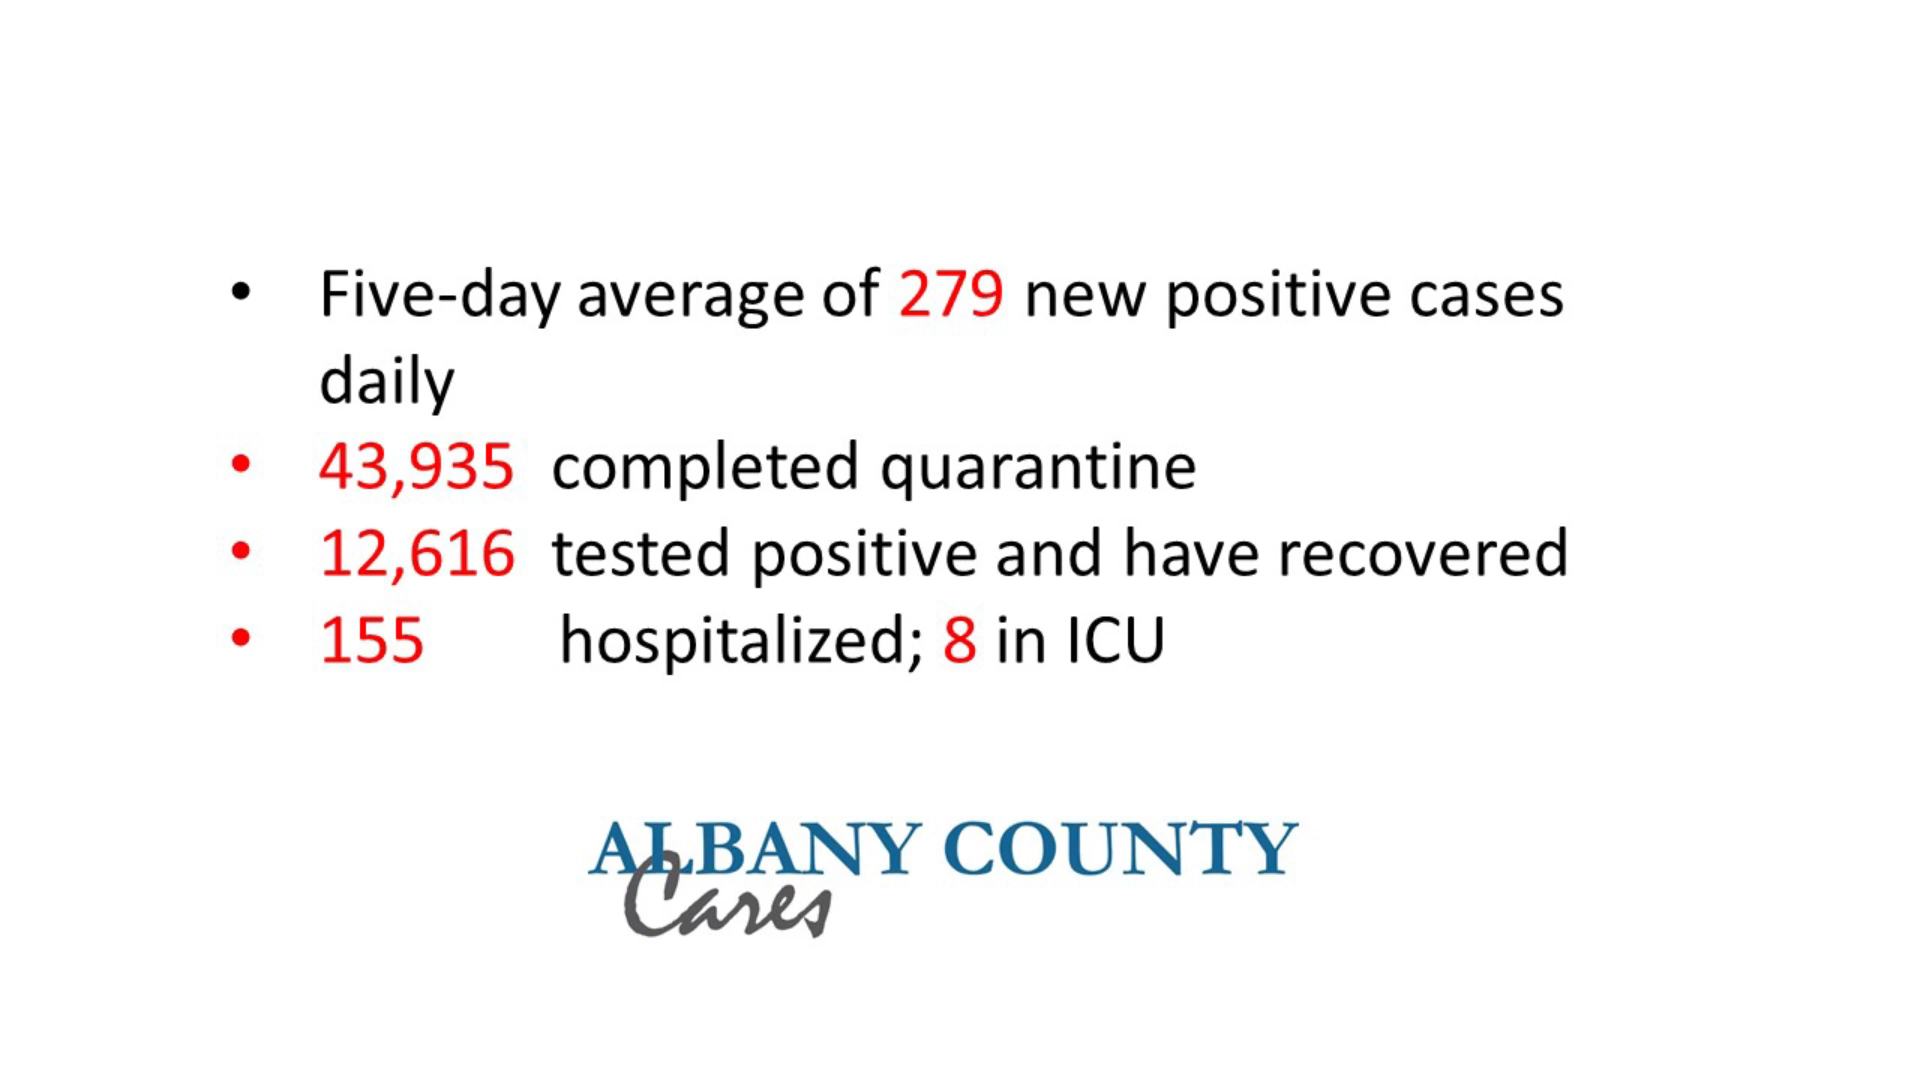 • Five-day average of 279 new positive cases
daily
• 43,935 completed quarantine
• 12,616 tested positive and have recovered
• 155 hospitalized; 8 in ICU
ALBANY COUNTY
Cares